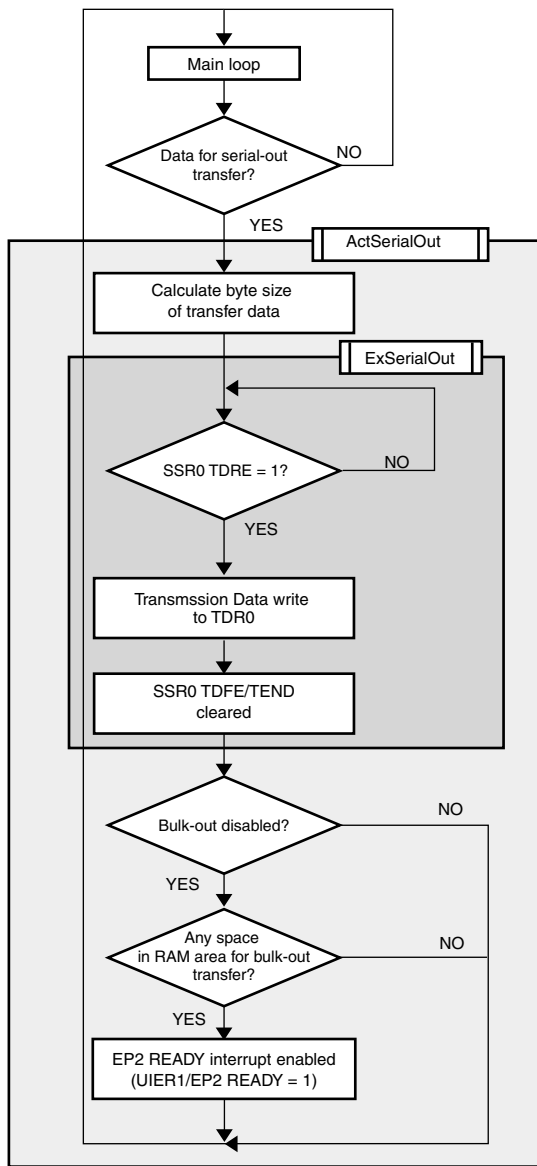 Main loop
Data for serial-out
transfer?
NO
YES
ActSerialOut
Calculate byte size
of transfer data
ExSerialOut
SSR0 TDRE = 1?
NO
YES
Transmssion Data write
to TDR0
SSR0 TDFE/TEND
cleared
Bulk-out disabled?
NO
YES
Any space
in RAM area for bulk-out
transfer?
NO
YES
EP2 READY interrupt enabled
(UIER1/EP2 READY = 1)